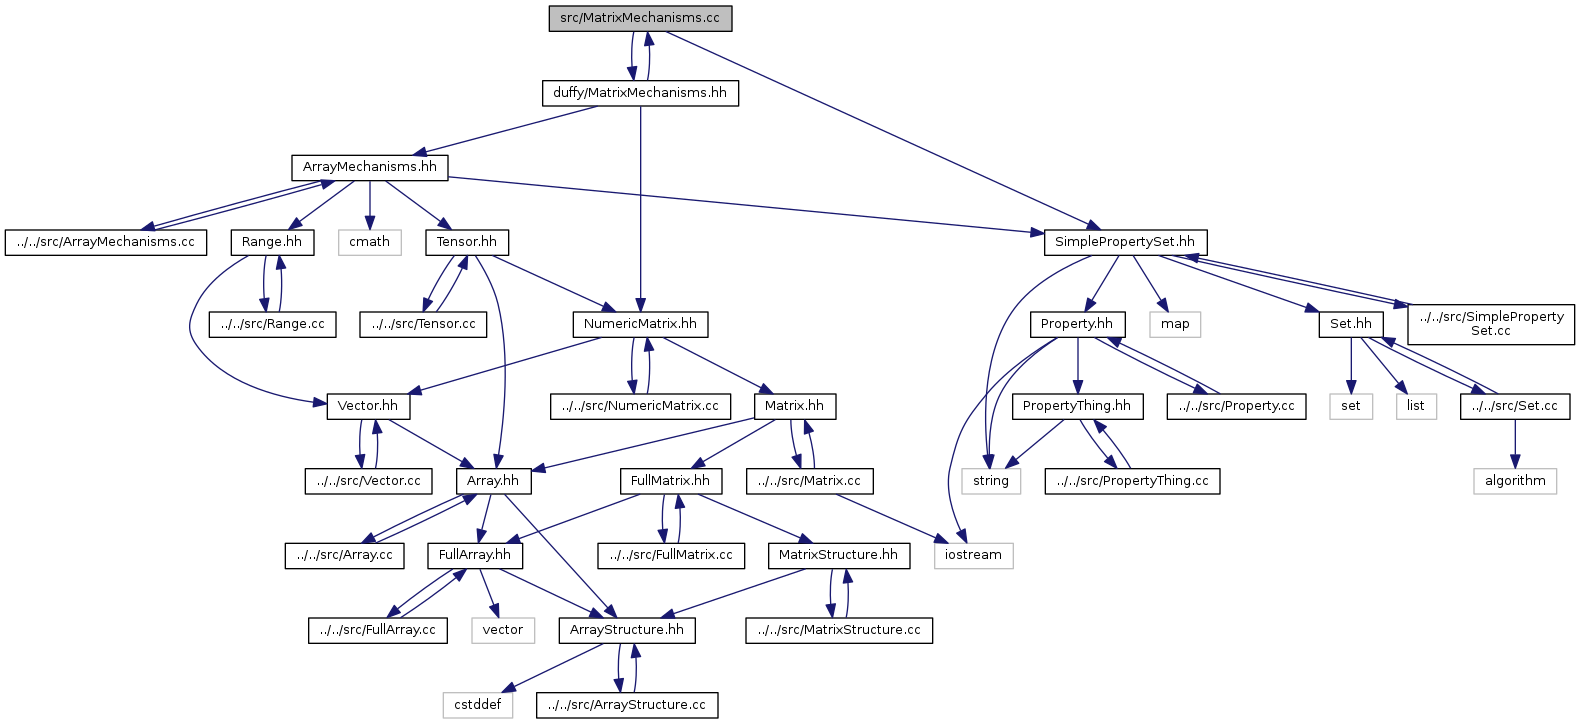 src/MatrixMechanisms.cc
duffy/MatrixMechanisms.hh
ArrayMechanisms.hh
../../src/ArrayMechanisms.cc
Range.hh
cmath
Tensor.hh
SimplePropertySet.hh
../../src/Range.cc
../../src/Tensor.cc
NumericMatrix.hh
Property.hh
map
Set.hh
../../src/SimpleProperty
Set.cc
Vector.hh
../../src/NumericMatrix.cc
Matrix.hh
PropertyThing.hh
../../src/Property.cc
set
list
../../src/Set.cc
../../src/Vector.cc
Array.hh
FullMatrix.hh
../../src/Matrix.cc
string
../../src/PropertyThing.cc
algorithm
../../src/Array.cc
FullArray.hh
../../src/FullMatrix.cc
MatrixStructure.hh
iostream
../../src/FullArray.cc
vector
ArrayStructure.hh
../../src/MatrixStructure.cc
cstddef
../../src/ArrayStructure.cc